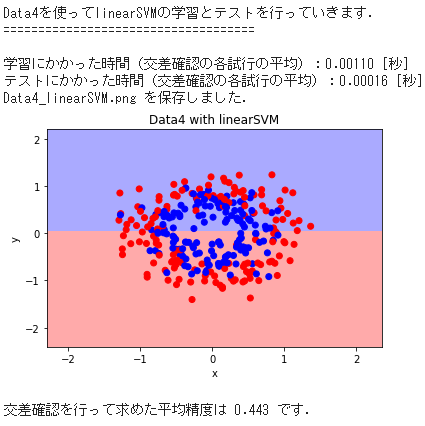 Data4を使ってlinearSVMの学習とテストを行っていきます.
====================================
学習にかかった時間（交差確認の各試行の平均）：0.00110 [秒]
テストにかかった時間（交差確認の各試行の平均）：0.00016 [秒]
Data4_linearSVM.png を保存しました.
Data4 with linearSVM
2
1
0
−1
−2
y
−2
−1
0
1
2
x
交差確認を行って求めた平均精度は 0.443 です.